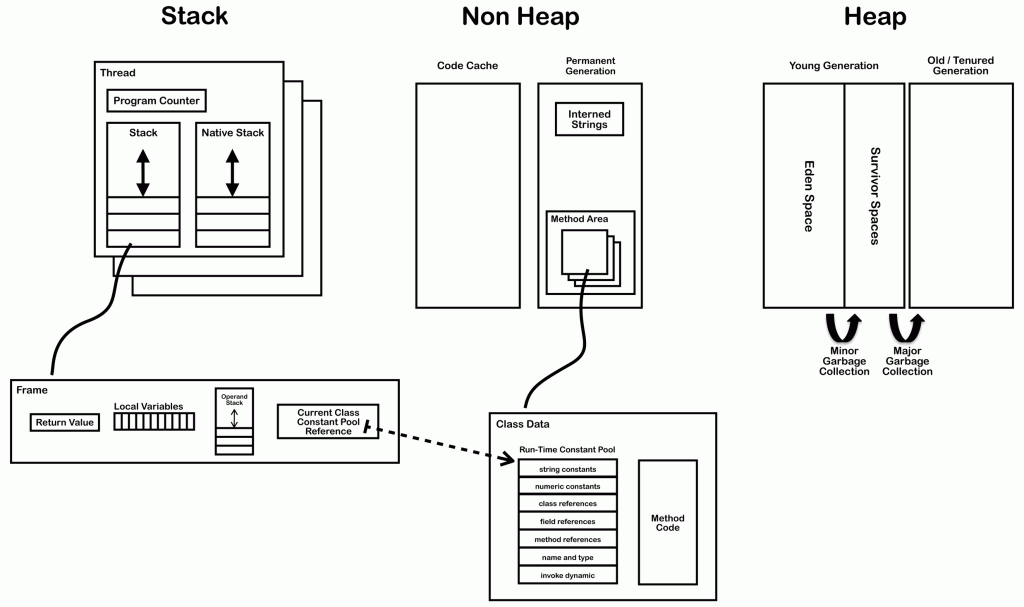 Stack
Non Heap
Heap
Thread
Program Counter
Stack
Native Stack
Code Cache
Permanent
Generation
Interned
Strings
Method Area
Young Generation
Old / Tenured
Generation
Eden Space
Survivor Spaces
Minor
Garbage
Collection
Major
Garbage
Collection
Frame
Return Value
Local Variables
Operand
Stack
Current Class
Constant Pool
Reference
Class Data
Run-Time Constant Pool
string constants
numeric constants
class references
field references
method references
name and type
invoke dynamic
Method
Code